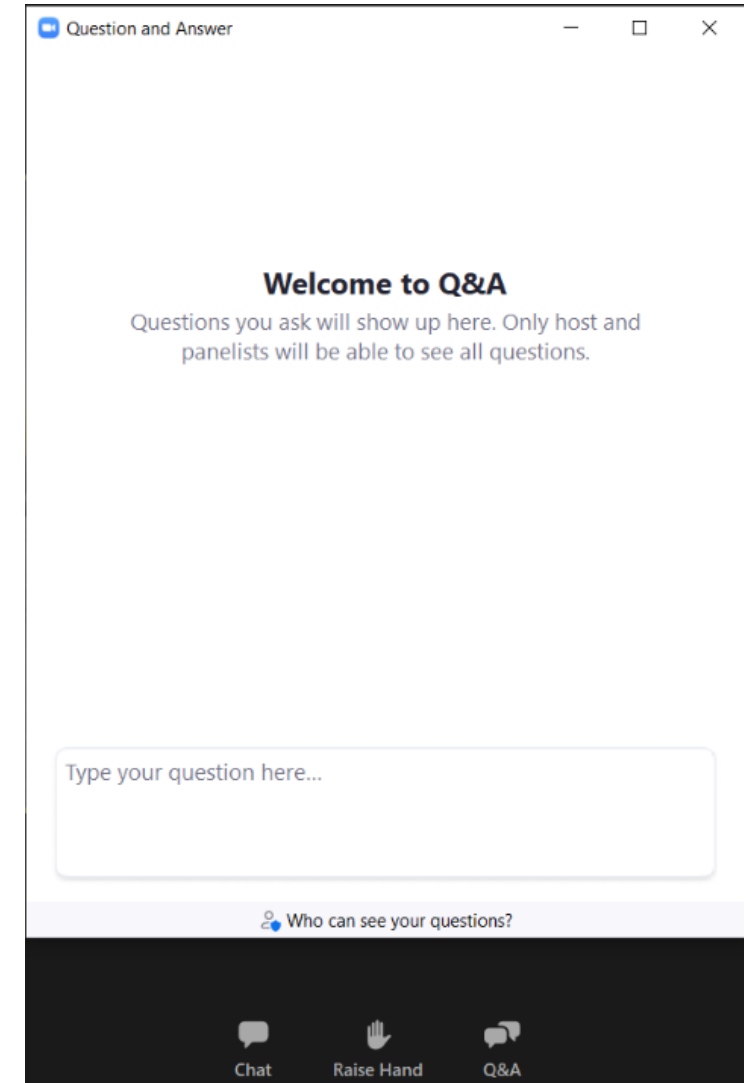 Question and Answer
Welcome to Q&A
Questions you ask will show up here. Only host and
panelists will be able to see all questions.
Type your question here...
Who can see your questions?
Chat
Raise Hand
Q&A